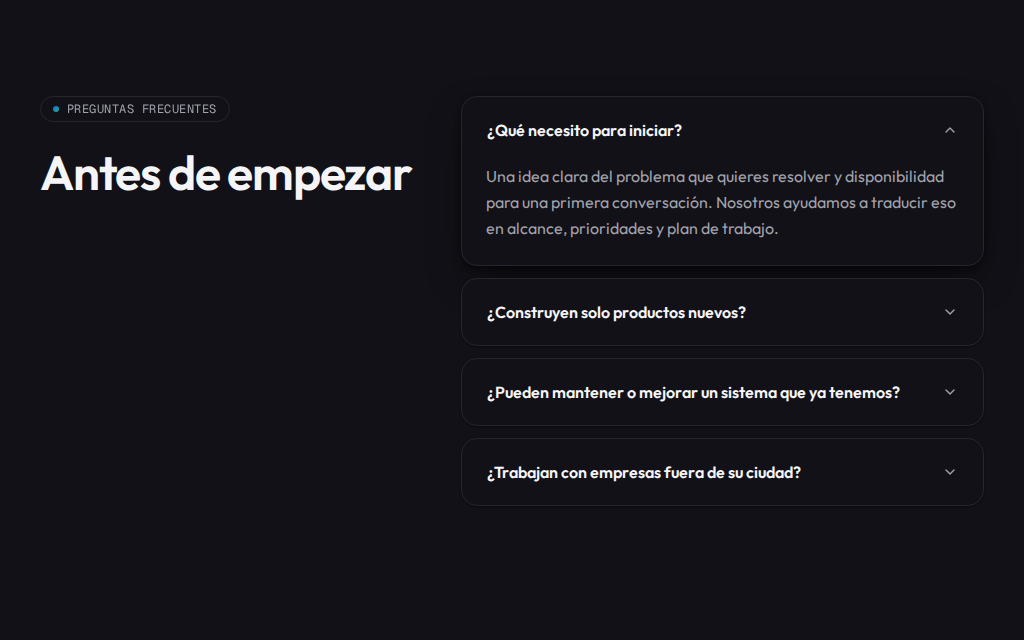 PREGUNTAS FRECUENTES
Antes de empezar
¿Qué necesito para iniciar?
Una idea clara del problema que quieres resolver y disponibilidad
para una primera conversación. Nosotros ayudamos a traducir eso
en alcance, prioridades y plan de trabajo.
¿Construyen solo productos nuevos?
¿Pueden mantener o mejorar un sistema que ya tenemos?
¿Trabajan con empresas fuera de su ciudad?